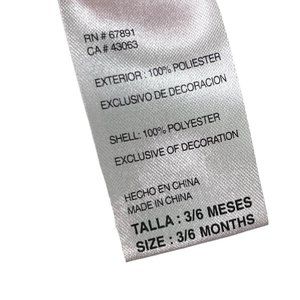 RN # 67891
CA # 43063
EXTERIOR : 100% POLIESTER
EXCLUSIVO DE DECORACION
SHELL: 100% POLYESTER
EXCLUSIVE OF DECORATION
HECHO EN CHINA
MADE IN CHINA
TALLA : 3/6 MESES
SIZE : 3/6 MONTHS